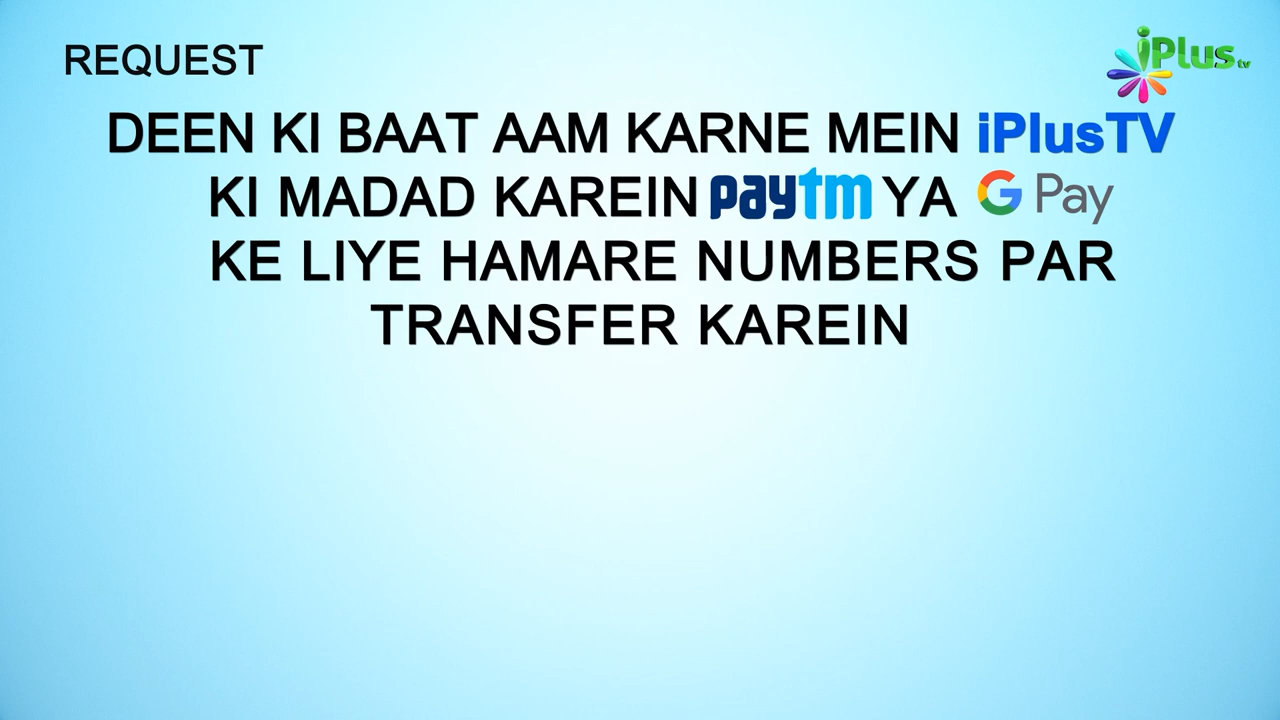 REQUEST
iPlus tv
DEEN KI BAAT AAM KARNE MEIN iPlusTV
KI MADAD KAREIN paytm YA G Pay
KE LIYE HAMARE NUMBERS PAR
TRANSFER KAREIN